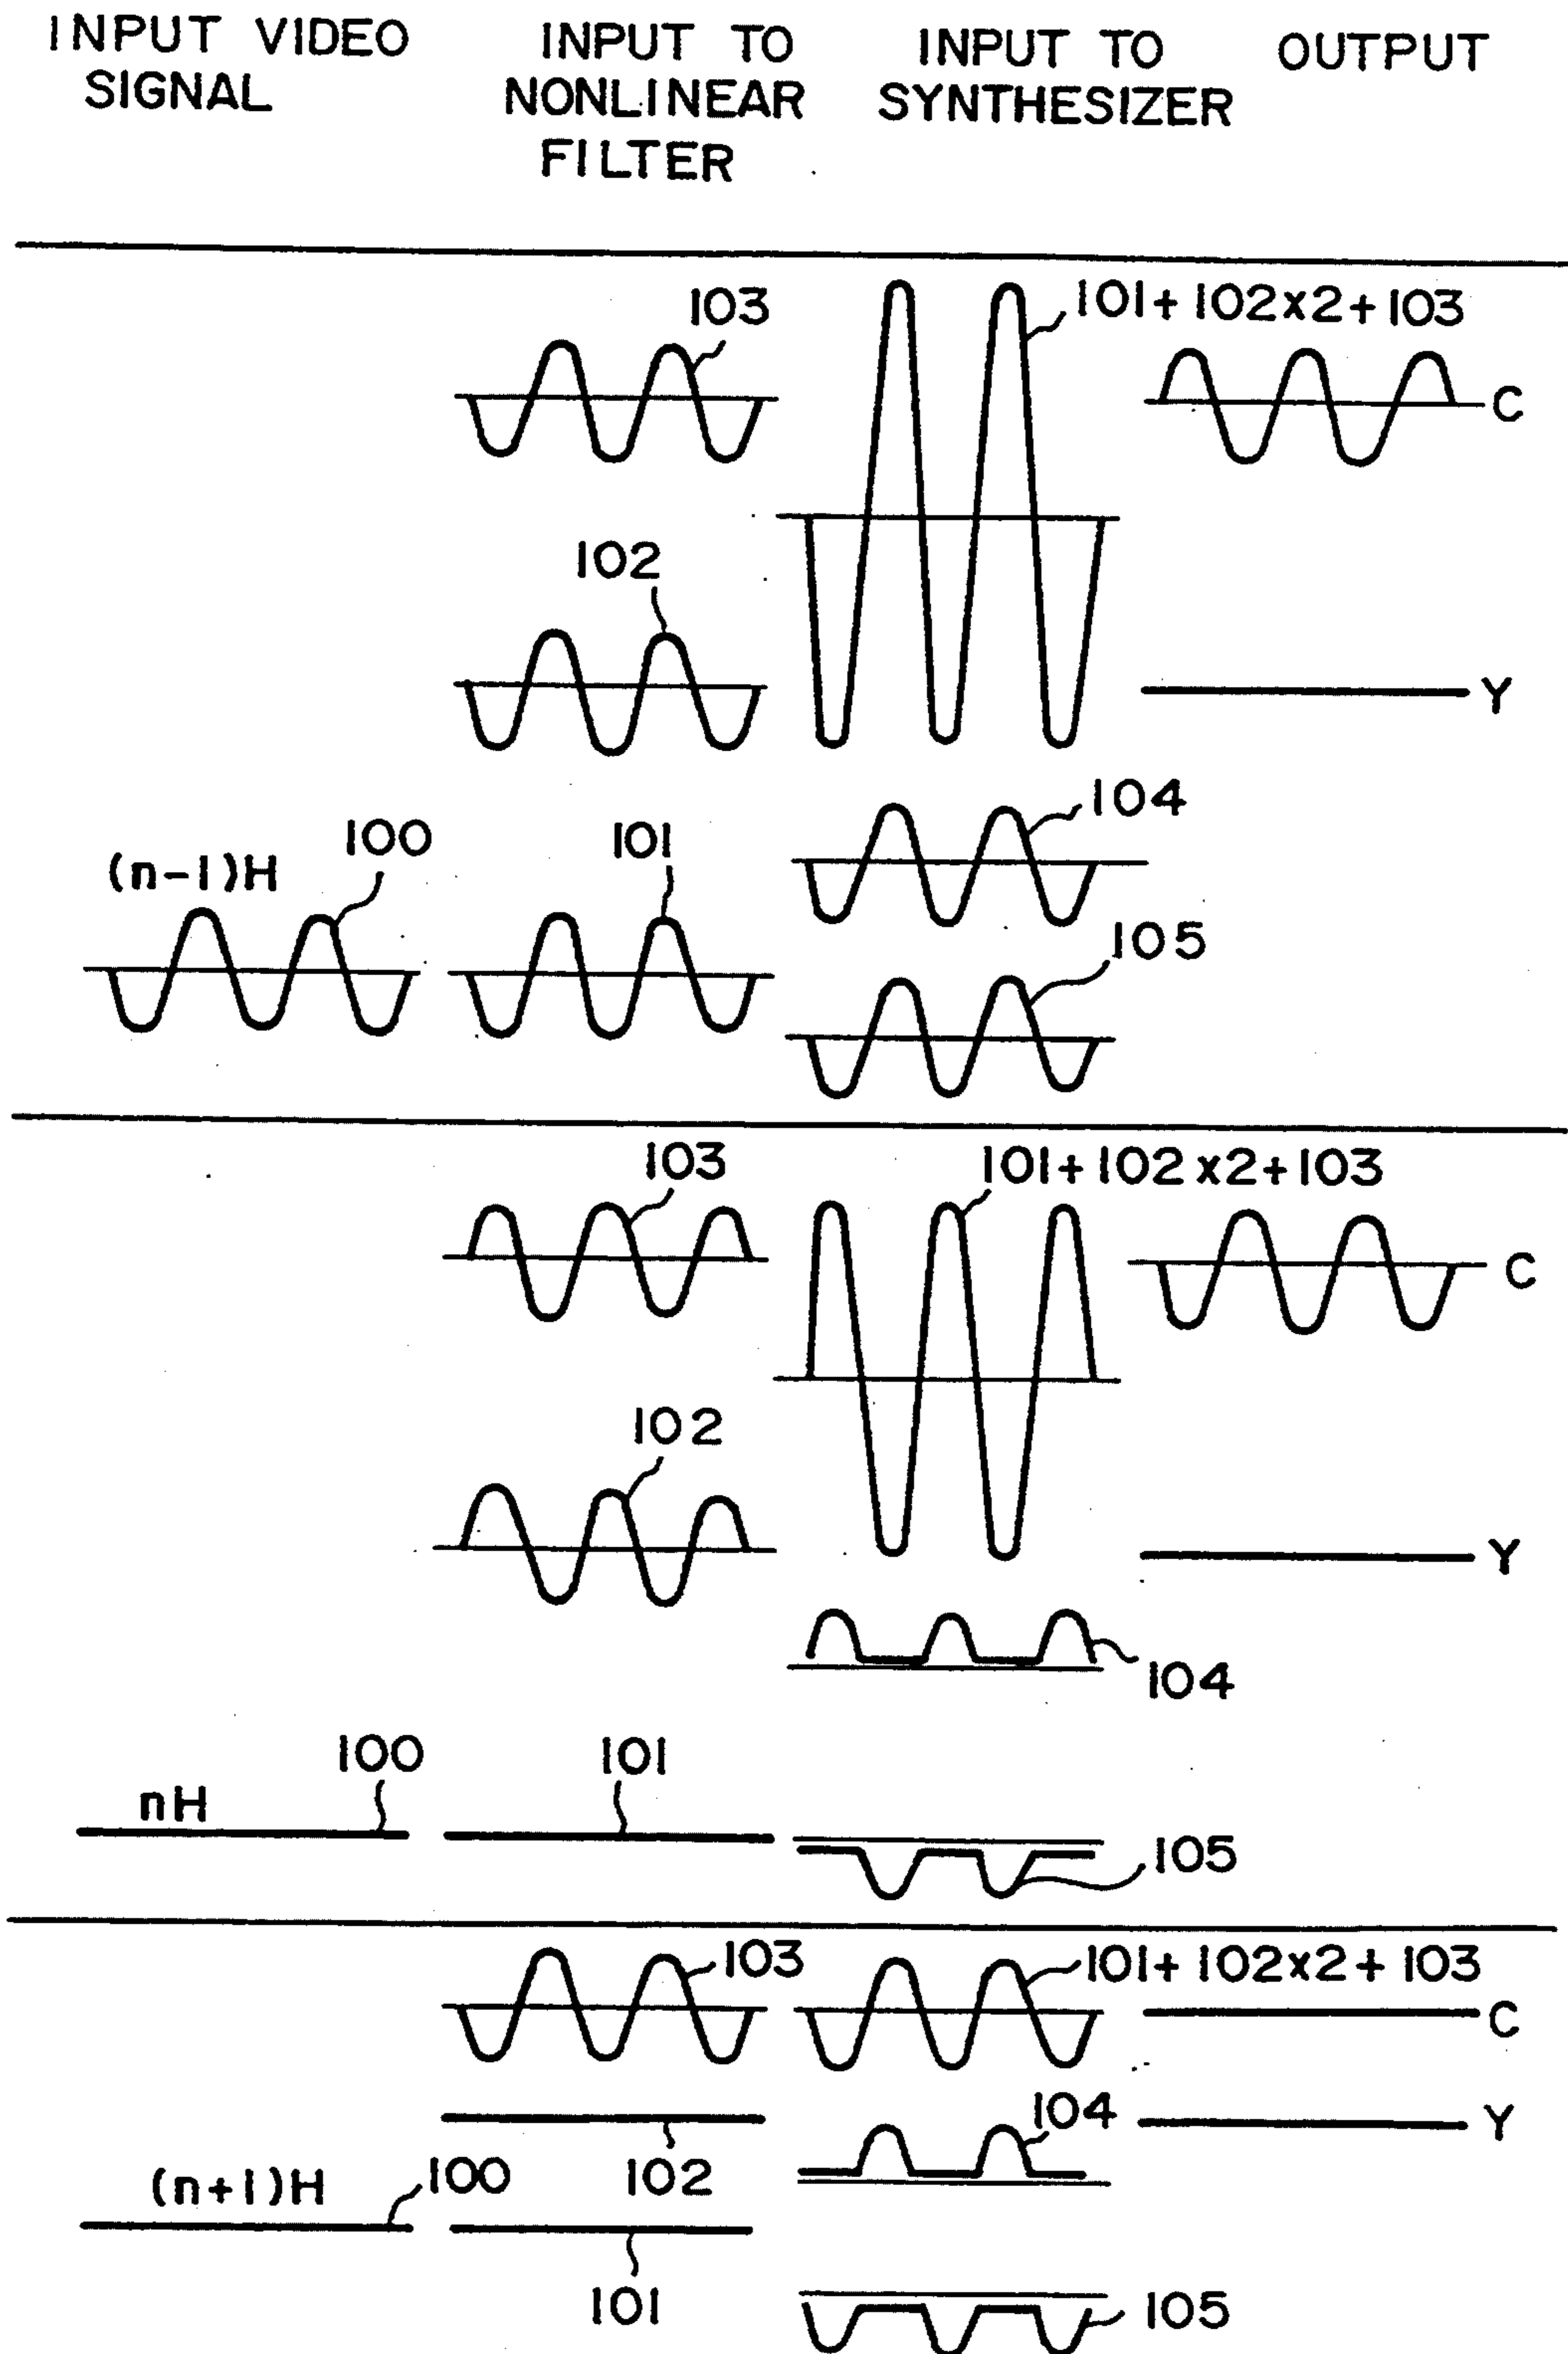 INPUT VIDEO
SIGNAL
INPUT TO
NONLINEAR
FILTER
INPUT TO
SYNTHESIZER
OUTPUT
103
101+102x2+103
C
102
Y
104
(n-1)H
100
101
105
103
101+102x2+103
C
102
Y
104
100
101
nH
105
103
101+102x2+103
C
104
Y
102
(n+1)H
100
101
105